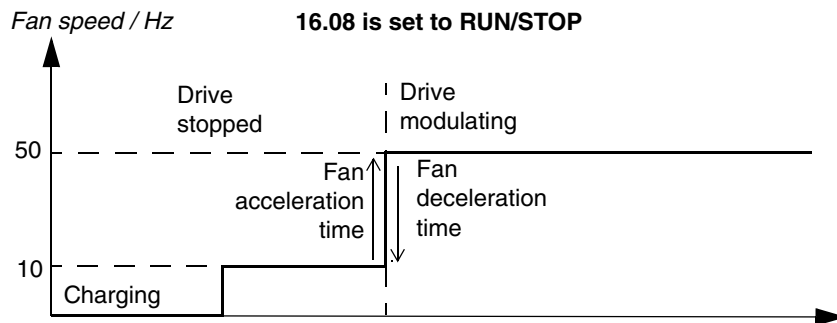 Fan speed / Hz
16.08 is set to RUN/STOP
Drive
stopped
Drive
modulating
50
Fan
acceleration
time
Fan
deceleration
time
10
Charging